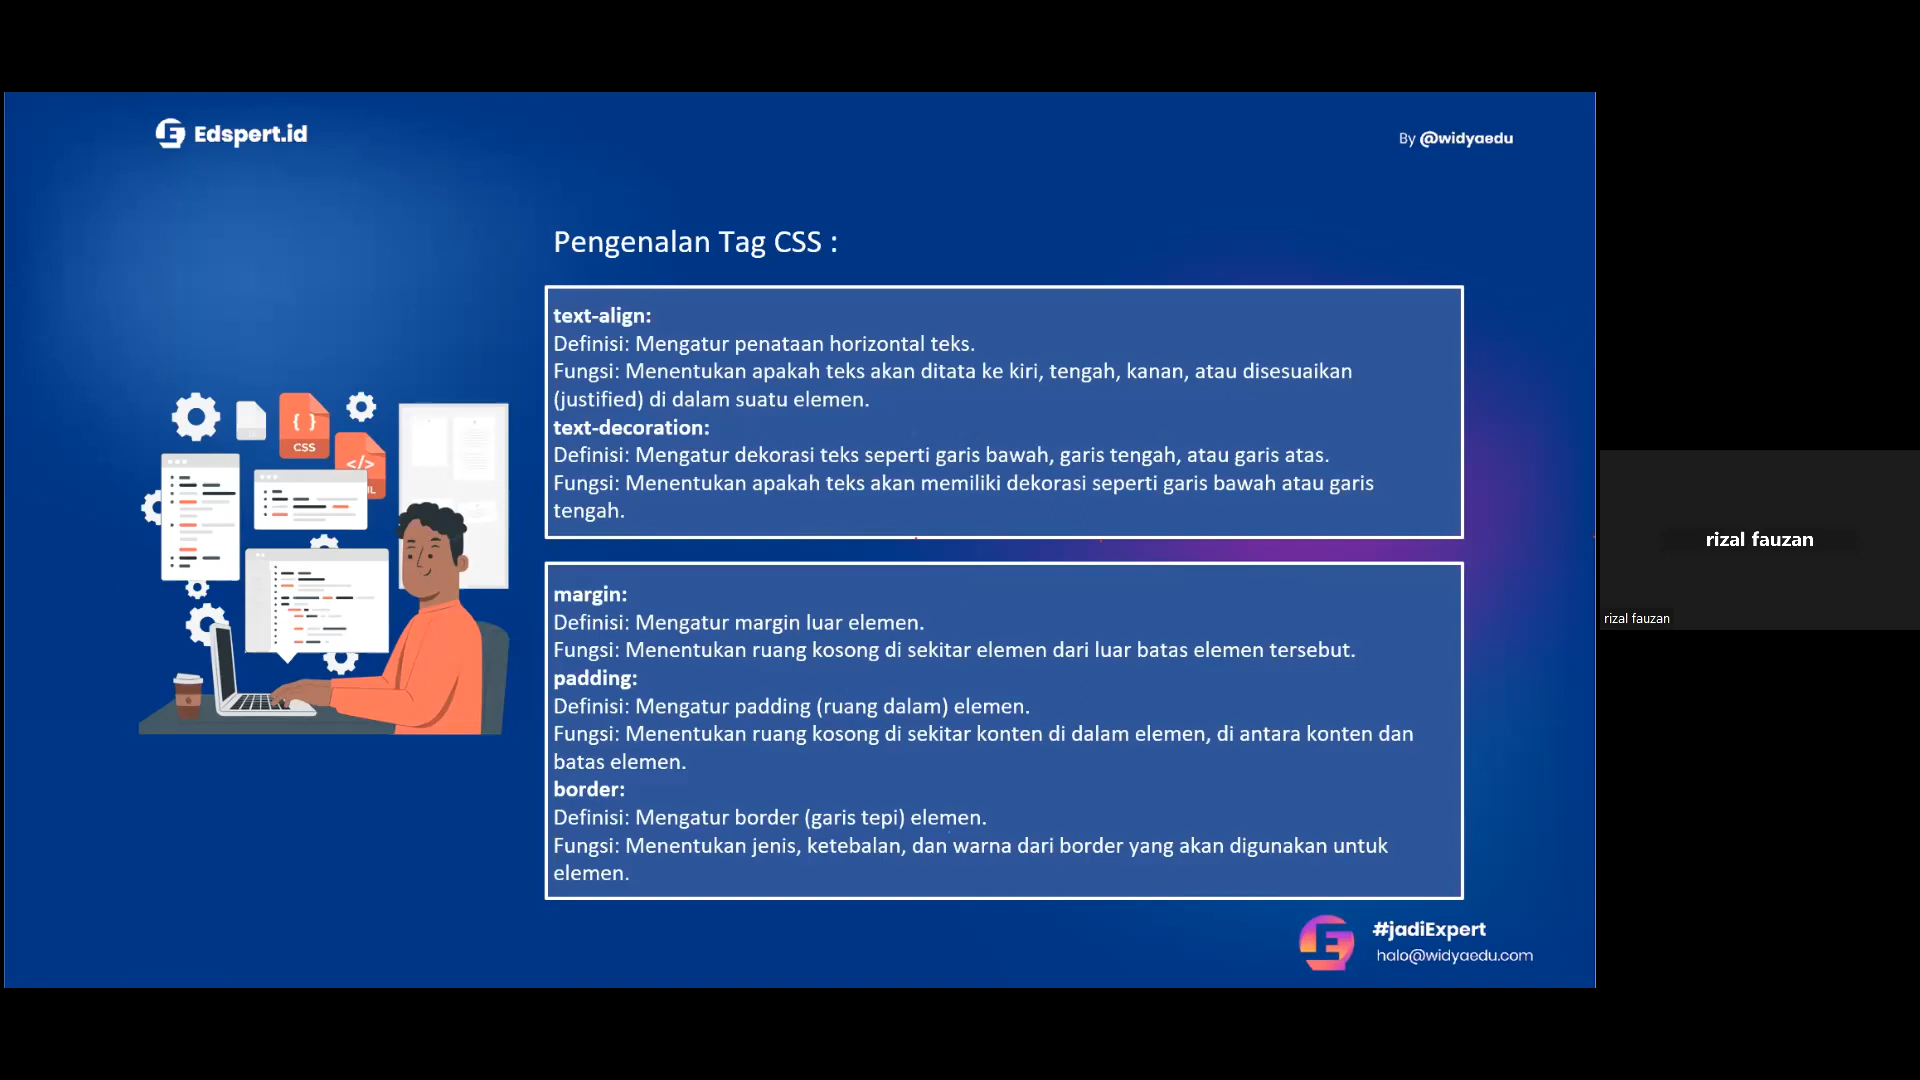 Edspert.id
By @widyaedu
Pengenalan Tag CSS :
text-align:
Definisi: Mengatur penataan horizontal teks.
Fungsi: Menentukan apakah teks akan ditata ke kiri, tengah, kanan, atau disesuaikan
(justified) di dalam suatu elemen.
text-decoration:
Definisi: Mengatur dekorasi teks seperti garis bawah, garis tengah, atau garis atas.
Fungsi: Menentukan apakah teks akan memiliki dekorasi seperti garis bawah atau garis
tengah.
{ }
CSS
</>
margin:
Definisi: Mengatur margin luar elemen.
Fungsi: Menentukan ruang kosong di sekitar elemen dari luar batas elemen tersebut.
padding:
Definisi: Mengatur padding (ruang dalam) elemen.
Fungsi: Menentukan ruang kosong di sekitar konten di dalam elemen, di antara konten dan
batas elemen.
border:
Definisi: Mengatur border (garis tepi) elemen.
Fungsi: Menentukan jenis, ketebalan, dan warna dari border yang akan digunakan untuk
elemen.
#jadiExpert
halo@widyaedu.com
rizal fauzan
rizal fauzan